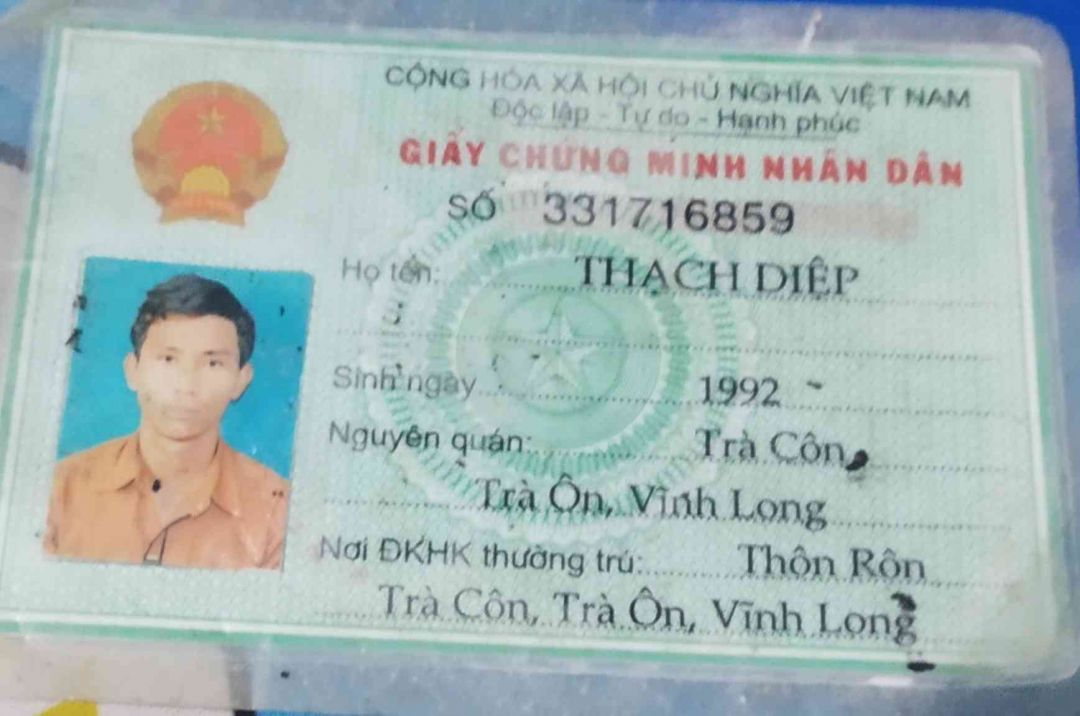 CỘNG HÒA XÃ HỘI CHỦ NGHĨA VIỆT NAM
Độc lập - Tự do - Hạnh phúc
GIẤY CHỨNG MINH NHÂN DÂN
SỐ 331716859
Họ tên: THẠCH DIỆP
Sinh ngày 1992
Nguyên quán: Trà Côn,
Trà Ôn, Vĩnh Long
Nơi ĐKHK thường trú: Thôn Rôn
Trà Côn, Trà Ôn, Vĩnh Long